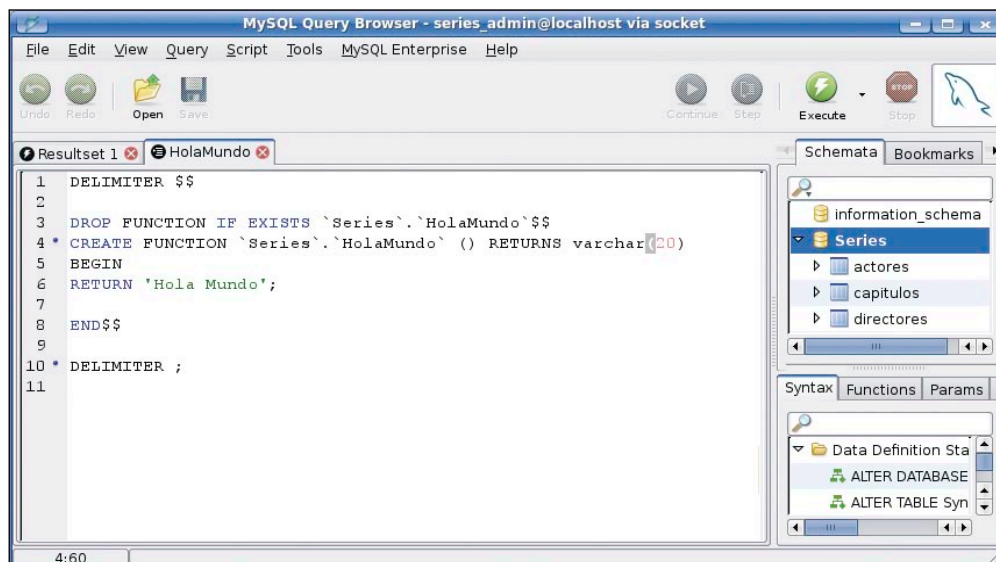 MySQL Query Browser - series_admin@localhost via socket
File Edit View Query Script Tools MySQL Enterprise Help
Undo Redo Open Save Continue Step Execute Stop
STOP
Resultset 1 HolaMundo
1 DELIMITER $$
2
3 DROP FUNCTION IF EXISTS `Series`.`HolaMundo`$$
4 CREATE FUNCTION `Series`.`HolaMundo` () RETURNS varchar(20)
5 BEGIN
6 RETURN 'Hola Mundo';
7
8 END$$
9
10 DELIMITER ;
11
Schemata Bookmarks
information_schema
Series
actores
capitulos
directores
Syntax Functions Params
Data Definition Sta
ALTER DATABASE
ALTER TABLE Syn
4:60